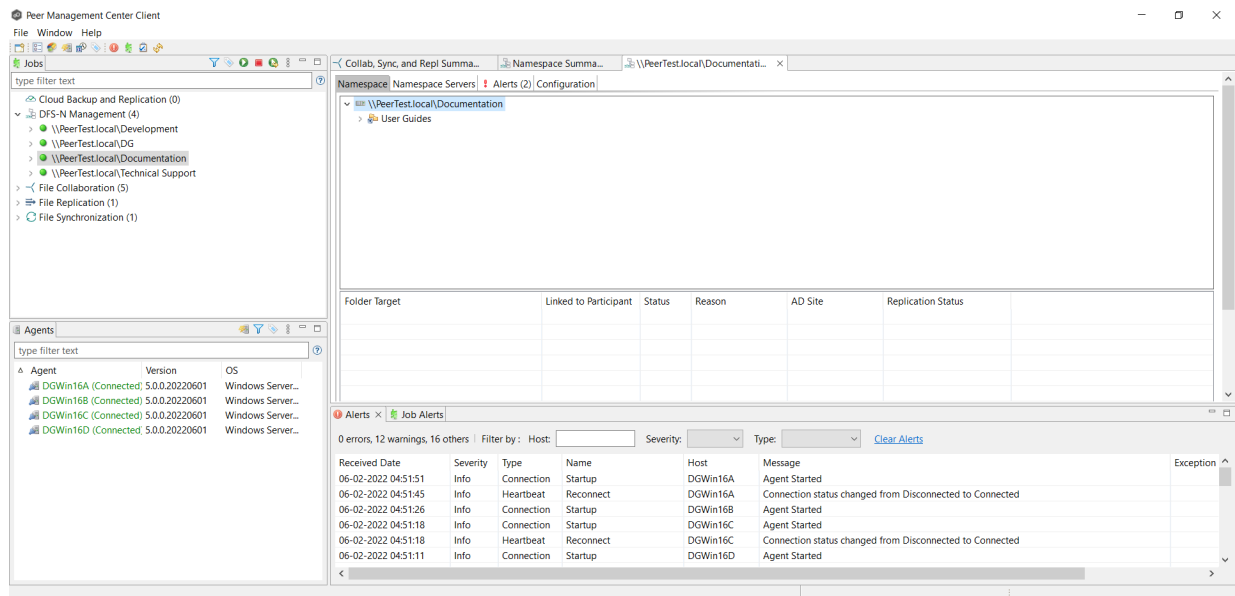 Peer Management Center Client
File Window Help
Jobs
type filter text
Cloud Backup and Replication (0)
DFS-N Management (4)
\\PeerTest.local\Development
\\PeerTest.local\DG
\\PeerTest.local\Documentation
\\PeerTest.local\Technical Support
File Collaboration (5)
File Replication (1)
File Synchronization (1)
Agents
type filter text
Agent Version OS
DGWin16A (Connected) 5.0.0.20220601 Windows Server...
DGWin16B (Connected) 5.0.0.20220601 Windows Server...
DGWin16C (Connected) 5.0.0.20220601 Windows Server...
DGWin16D (Connected) 5.0.0.20220601 Windows Server...
Collab, Sync, and Repl Summa... Namespace Summa... \\PeerTest.local\Documentati...
Namespace Namespace Servers Alerts (2) Configuration
\\PeerTest.local\Documentation
User Guides
Folder Target Linked to Participant Status Reason AD Site Replication Status
Alerts Job Alerts
0 errors, 12 warnings, 16 others Filter by : Host: Severity: Type: Clear Alerts
Received Date Severity Type Name Host Message Exception
06-02-2022 04:51:51 Info Connection Startup DGWin16A Agent Started
06-02-2022 04:51:45 Info Heartbeat Reconnect DGWin16A Connection status changed from Disconnected to Connected
06-02-2022 04:51:26 Info Connection Startup DGWin16B Agent Started
06-02-2022 04:51:18 Info Connection Startup DGWin16C Agent Started
06-02-2022 04:51:18 Info Heartbeat Reconnect DGWin16C Connection status changed from Disconnected to Connected
06-02-2022 04:51:11 Info Connection Startup DGWin16D Agent Started